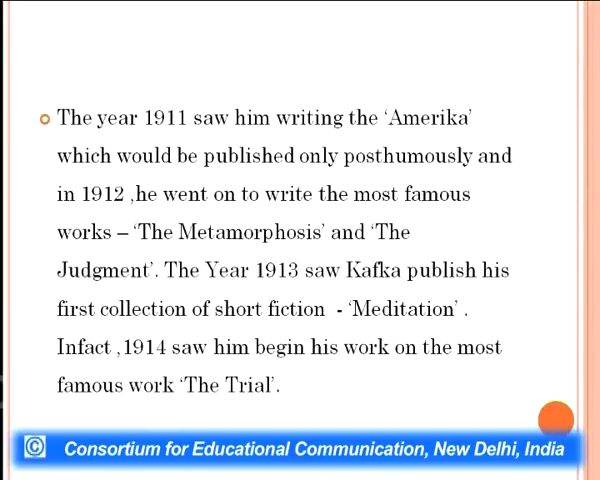 The year 1911 saw him writing the ‘Amerika’
which would be published only posthumously and
in 1912 ,he went on to write the most famous
works – ‘The Metamorphosis’ and ‘The
Judgment’. The Year 1913 saw Kafka publish his
first collection of short fiction  - ‘Meditation’ .
Infact ,1914 saw him begin his work on the most
famous work ‘The Trial’.
© Consortium for Educational Communication, New Delhi, India